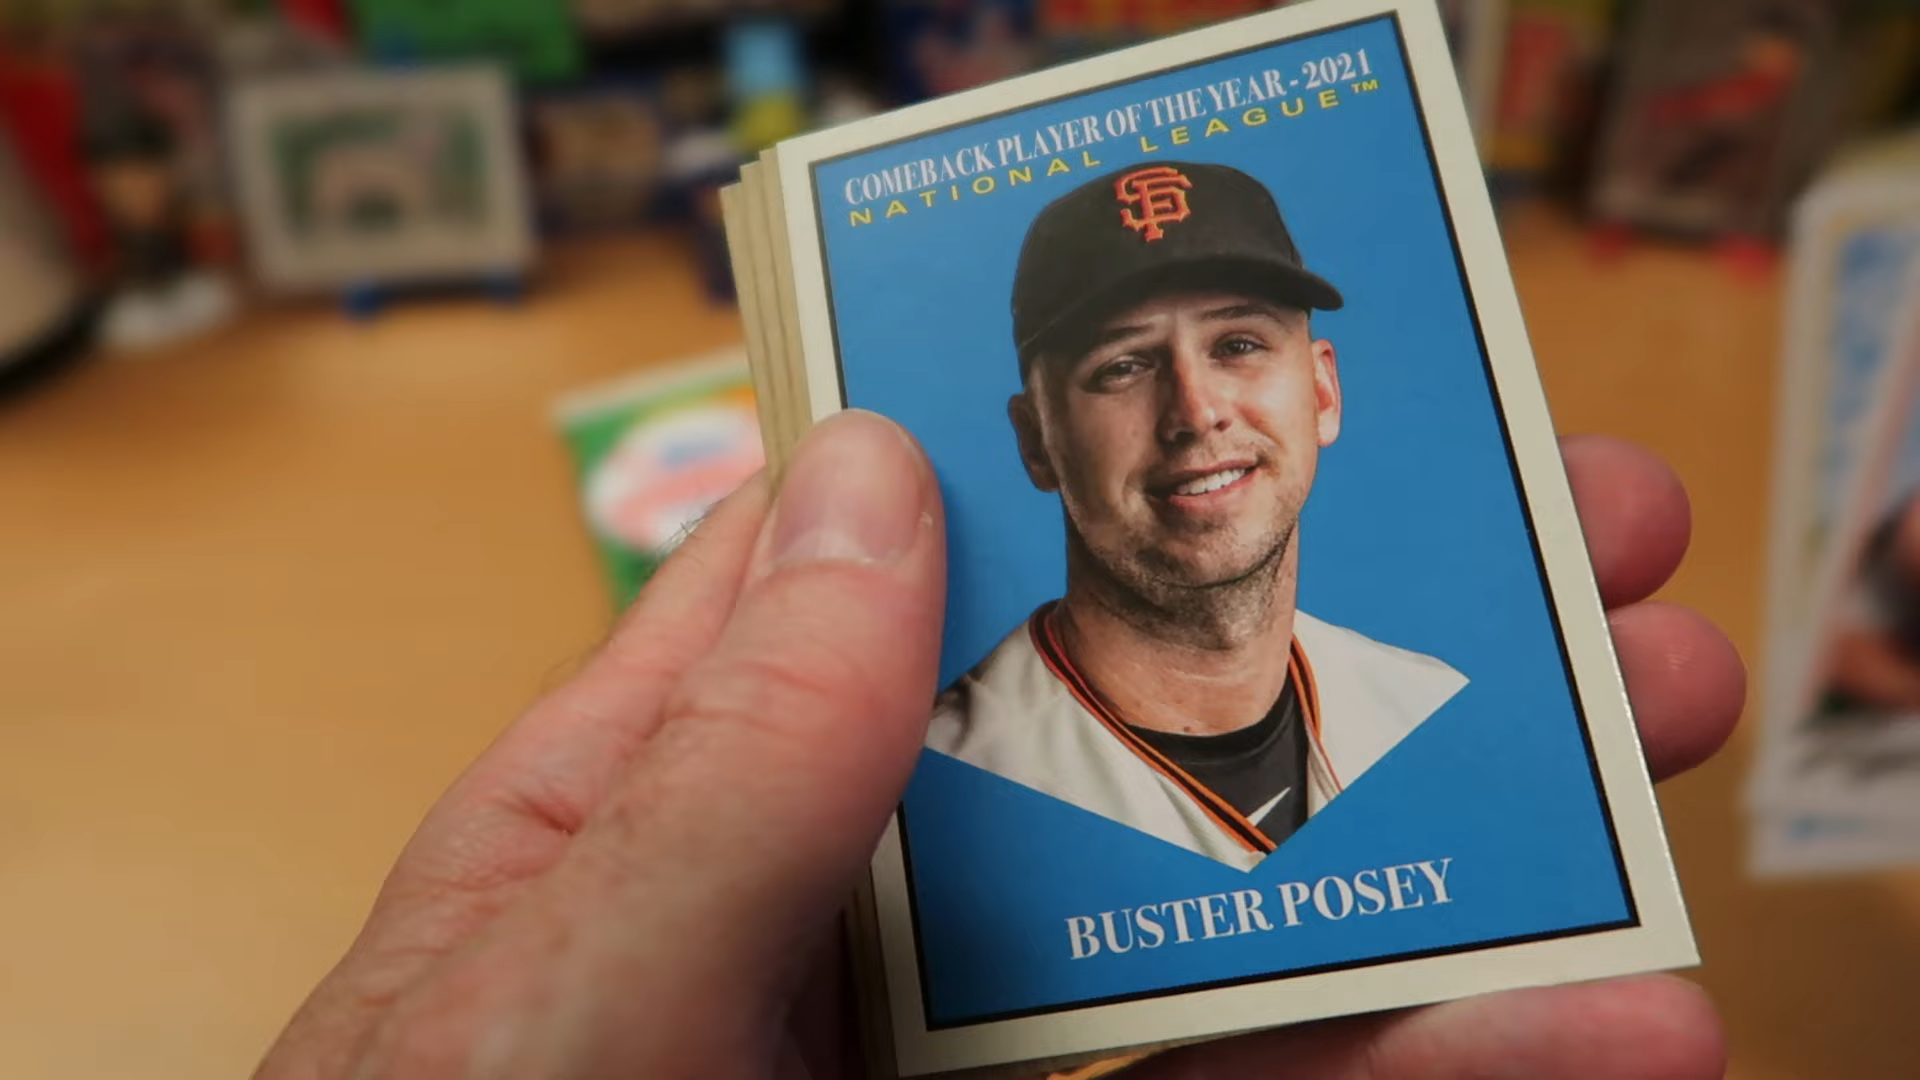 COMEBACK PLAYER OF THE YEAR - 2021
NATIONAL LEAGUE™
SF
BUSTER POSEY